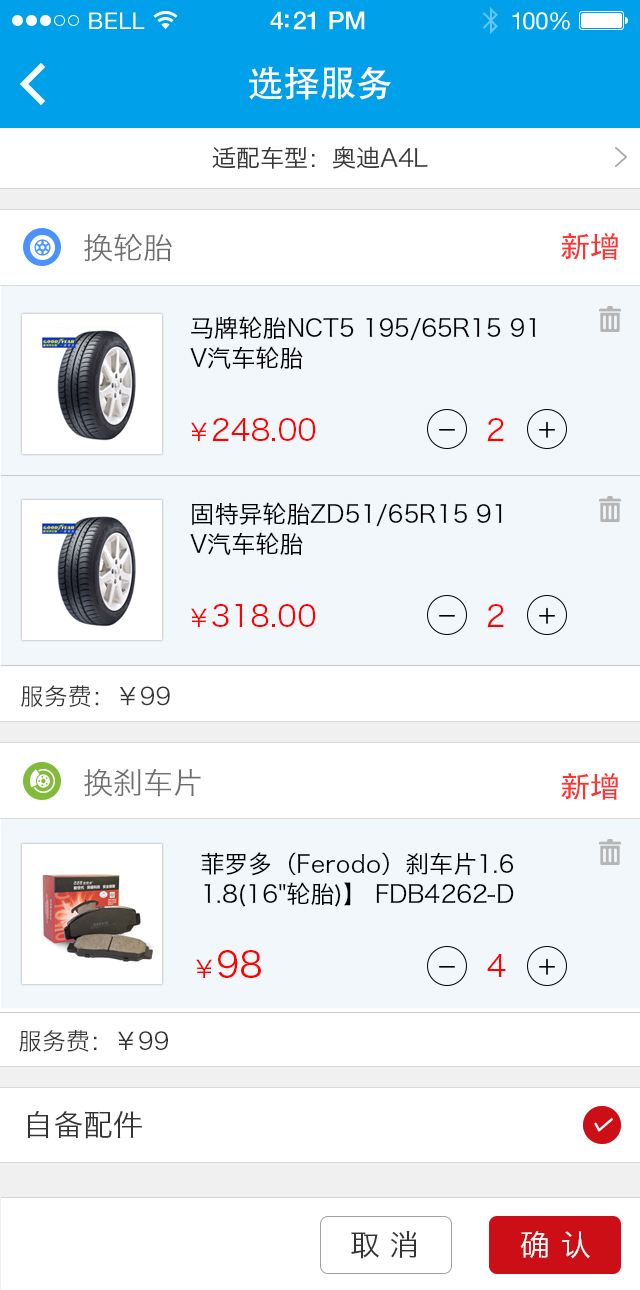 BELL 4:21 PM 100%
选择服务
适配车型：奥迪A4L
换轮胎 新增
马牌轮胎NCT5 195/65R15 91
V汽车轮胎
GOODYEAR
¥248.00 2
固特异轮胎ZD51/65R15 91
V汽车轮胎
GOODYEAR
¥318.00 2
服务费：￥99
换刹车片 新增
菲罗多（Ferodo）刹车片1.6
1.8(16"轮胎)】 FDB4262-D
¥98 4
服务费：￥99
自备配件
取 消 确 认